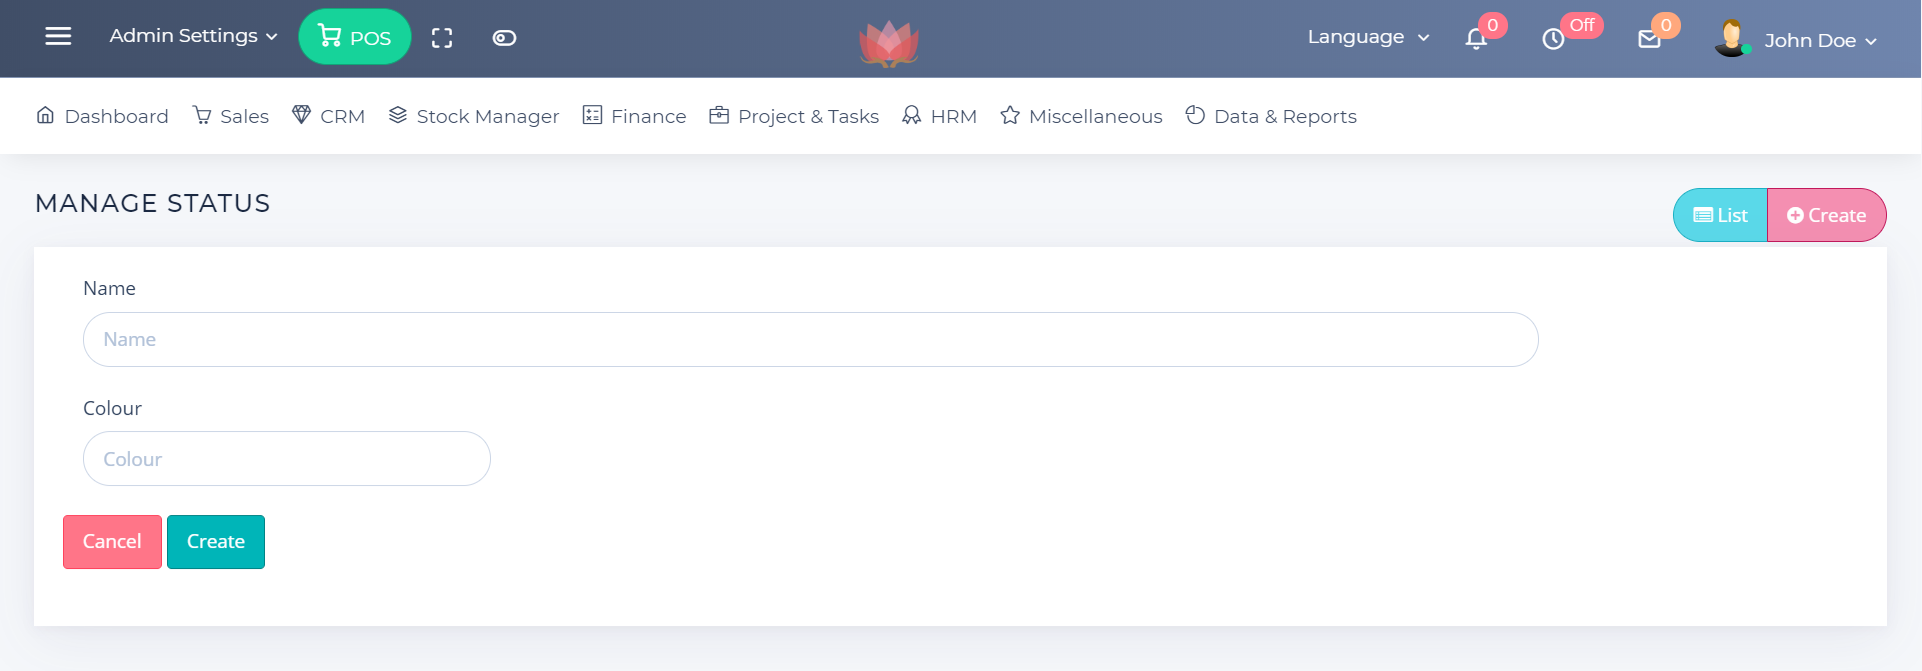 Admin Settings POS Language 0 Off 0 John Doe
Dashboard Sales CRM Stock Manager Finance Project & Tasks HRM Miscellaneous Data & Reports
MANAGE STATUS
List Create
Name
Name
Colour
Colour
Cancel Create